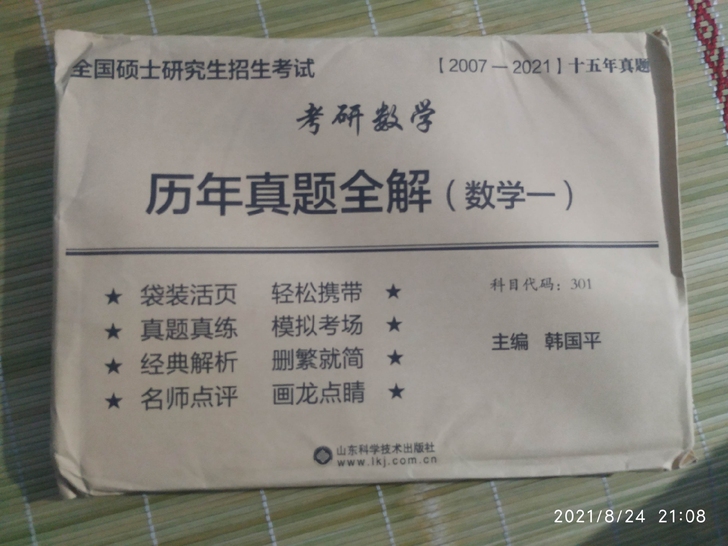 全国硕士研究生招生考试 【2007—2021】十五年真题
考研数学
历年真题全解（数学一）
★ 袋装活页 轻松携带 ★
★ 真题真练 模拟考场 ★
★ 经典解析 删繁就简 ★
★ 名师点评 画龙点睛 ★
科目代码：301
主编 韩国平
山东科学技术出版社
www.lkj.com.cn
2021/8/24 21:08